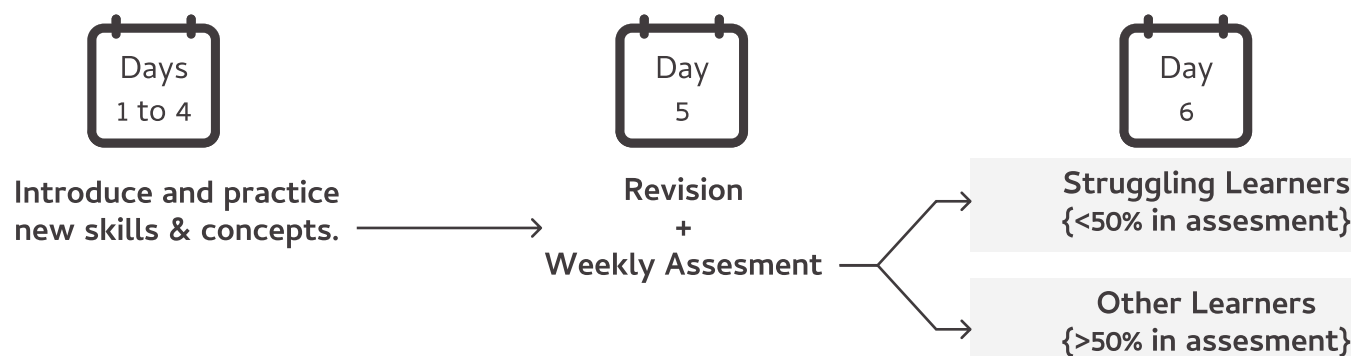 Days
1 to 4
Introduce and practice
new skills & concepts.
Day
5
Revision
+
Weekly Assesment
Day
6
Struggling Learners
{<50% in assesment}
Other Learners
{>50% in assesment}